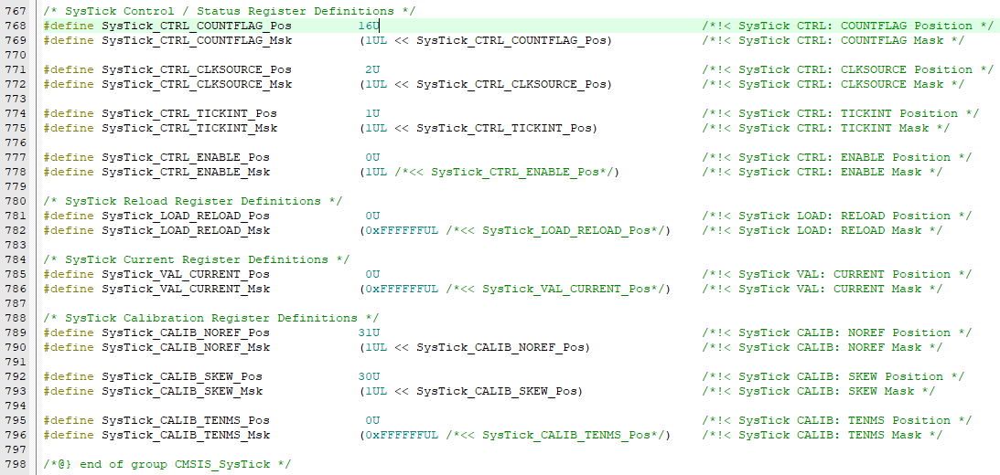 767 /* SysTick Control / Status Register Definitions */
768 #define SysTick_CTRL_COUNTFLAG_Pos 16U /*!< SysTick CTRL: COUNTFLAG Position */
769 #define SysTick_CTRL_COUNTFLAG_Msk (1UL << SysTick_CTRL_COUNTFLAG_Pos) /*!< SysTick CTRL: COUNTFLAG Mask */
770
771 #define SysTick_CTRL_CLKSOURCE_Pos 2U /*!< SysTick CTRL: CLKSOURCE Position */
772 #define SysTick_CTRL_CLKSOURCE_Msk (1UL << SysTick_CTRL_CLKSOURCE_Pos) /*!< SysTick CTRL: CLKSOURCE Mask */
773
774 #define SysTick_CTRL_TICKINT_Pos 1U /*!< SysTick CTRL: TICKINT Position */
775 #define SysTick_CTRL_TICKINT_Msk (1UL << SysTick_CTRL_TICKINT_Pos) /*!< SysTick CTRL: TICKINT Mask */
776
777 #define SysTick_CTRL_ENABLE_Pos 0U /*!< SysTick CTRL: ENABLE Position */
778 #define SysTick_CTRL_ENABLE_Msk (1UL /*<< SysTick_CTRL_ENABLE_Pos*/) /*!< SysTick CTRL: ENABLE Mask */
779
780 /* SysTick Reload Register Definitions */
781 #define SysTick_LOAD_RELOAD_Pos 0U /*!< SysTick LOAD: RELOAD Position */
782 #define SysTick_LOAD_RELOAD_Msk (0xFFFFFFUL /*<< SysTick_LOAD_RELOAD_Pos*/) /*!< SysTick LOAD: RELOAD Mask */
783
784 /* SysTick Current Register Definitions */
785 #define SysTick_VAL_CURRENT_Pos 0U /*!< SysTick VAL: CURRENT Position */
786 #define SysTick_VAL_CURRENT_Msk (0xFFFFFFUL /*<< SysTick_VAL_CURRENT_Pos*/) /*!< SysTick VAL: CURRENT Mask */
787
788 /* SysTick Calibration Register Definitions */
789 #define SysTick_CALIB_NOREF_Pos 31U /*!< SysTick CALIB: NOREF Position */
790 #define SysTick_CALIB_NOREF_Msk (1UL << SysTick_CALIB_NOREF_Pos) /*!< SysTick CALIB: NOREF Mask */
791
792 #define SysTick_CALIB_SKEW_Pos 30U /*!< SysTick CALIB: SKEW Position */
793 #define SysTick_CALIB_SKEW_Msk (1UL << SysTick_CALIB_SKEW_Pos) /*!< SysTick CALIB: SKEW Mask */
794
795 #define SysTick_CALIB_TENMS_Pos 0U /*!< SysTick CALIB: TENMS Position */
796 #define SysTick_CALIB_TENMS_Msk (0xFFFFFFUL /*<< SysTick_CALIB_TENMS_Pos*/) /*!< SysTick CALIB: TENMS Mask */
797
798 /*@} end of group CMSIS_SysTick */